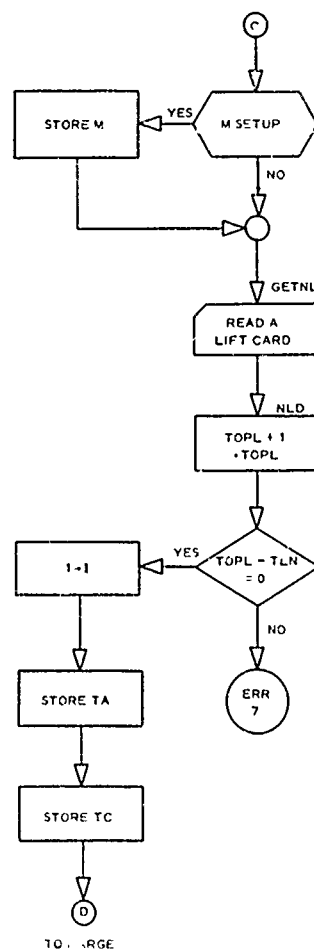 C
M SETUP
YES
STORE M
NO
GETNL
READ A
LIFT CARD
NLD
TOPL + 1
TOPL
TOPL - TLN
= 0
YES
NO
ERR
7
STORE TA
STORE TC
D